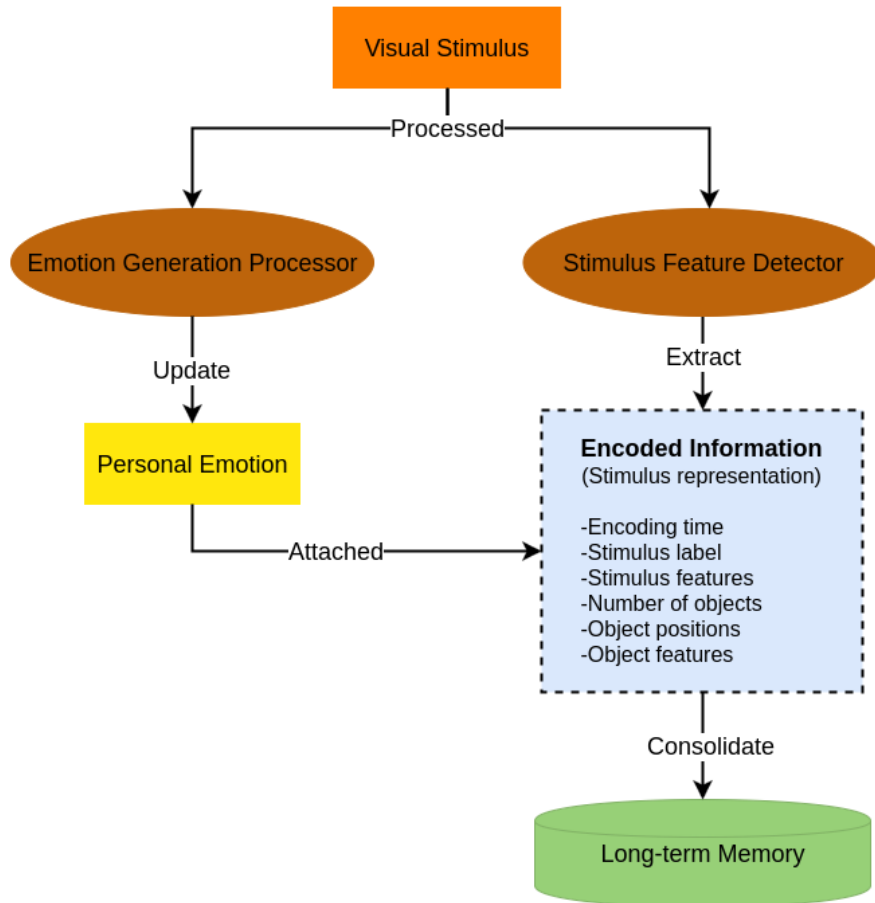 Visual Stimulus
Processed
Emotion Generation Processor
Stimulus Feature Detector
Update
Extract
Personal Emotion
Encoded Information
(Stimulus representation)
-Encoding time
-Stimulus label
-Stimulus features
-Number of objects
-Object positions
-Object features
Attached
Consolidate
Long-term Memory